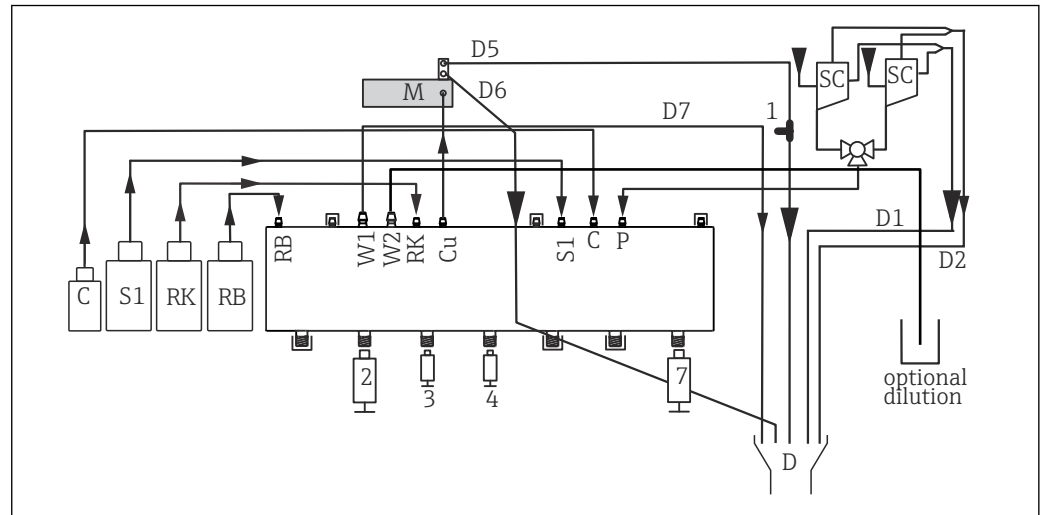 D5
SC
SC
M
D6
D7
1
RB
W1
W2
RK
Cu
S1
C
P
D1
D2
C
S1
RK
RB
2
3
4
7
optional
dilution
D